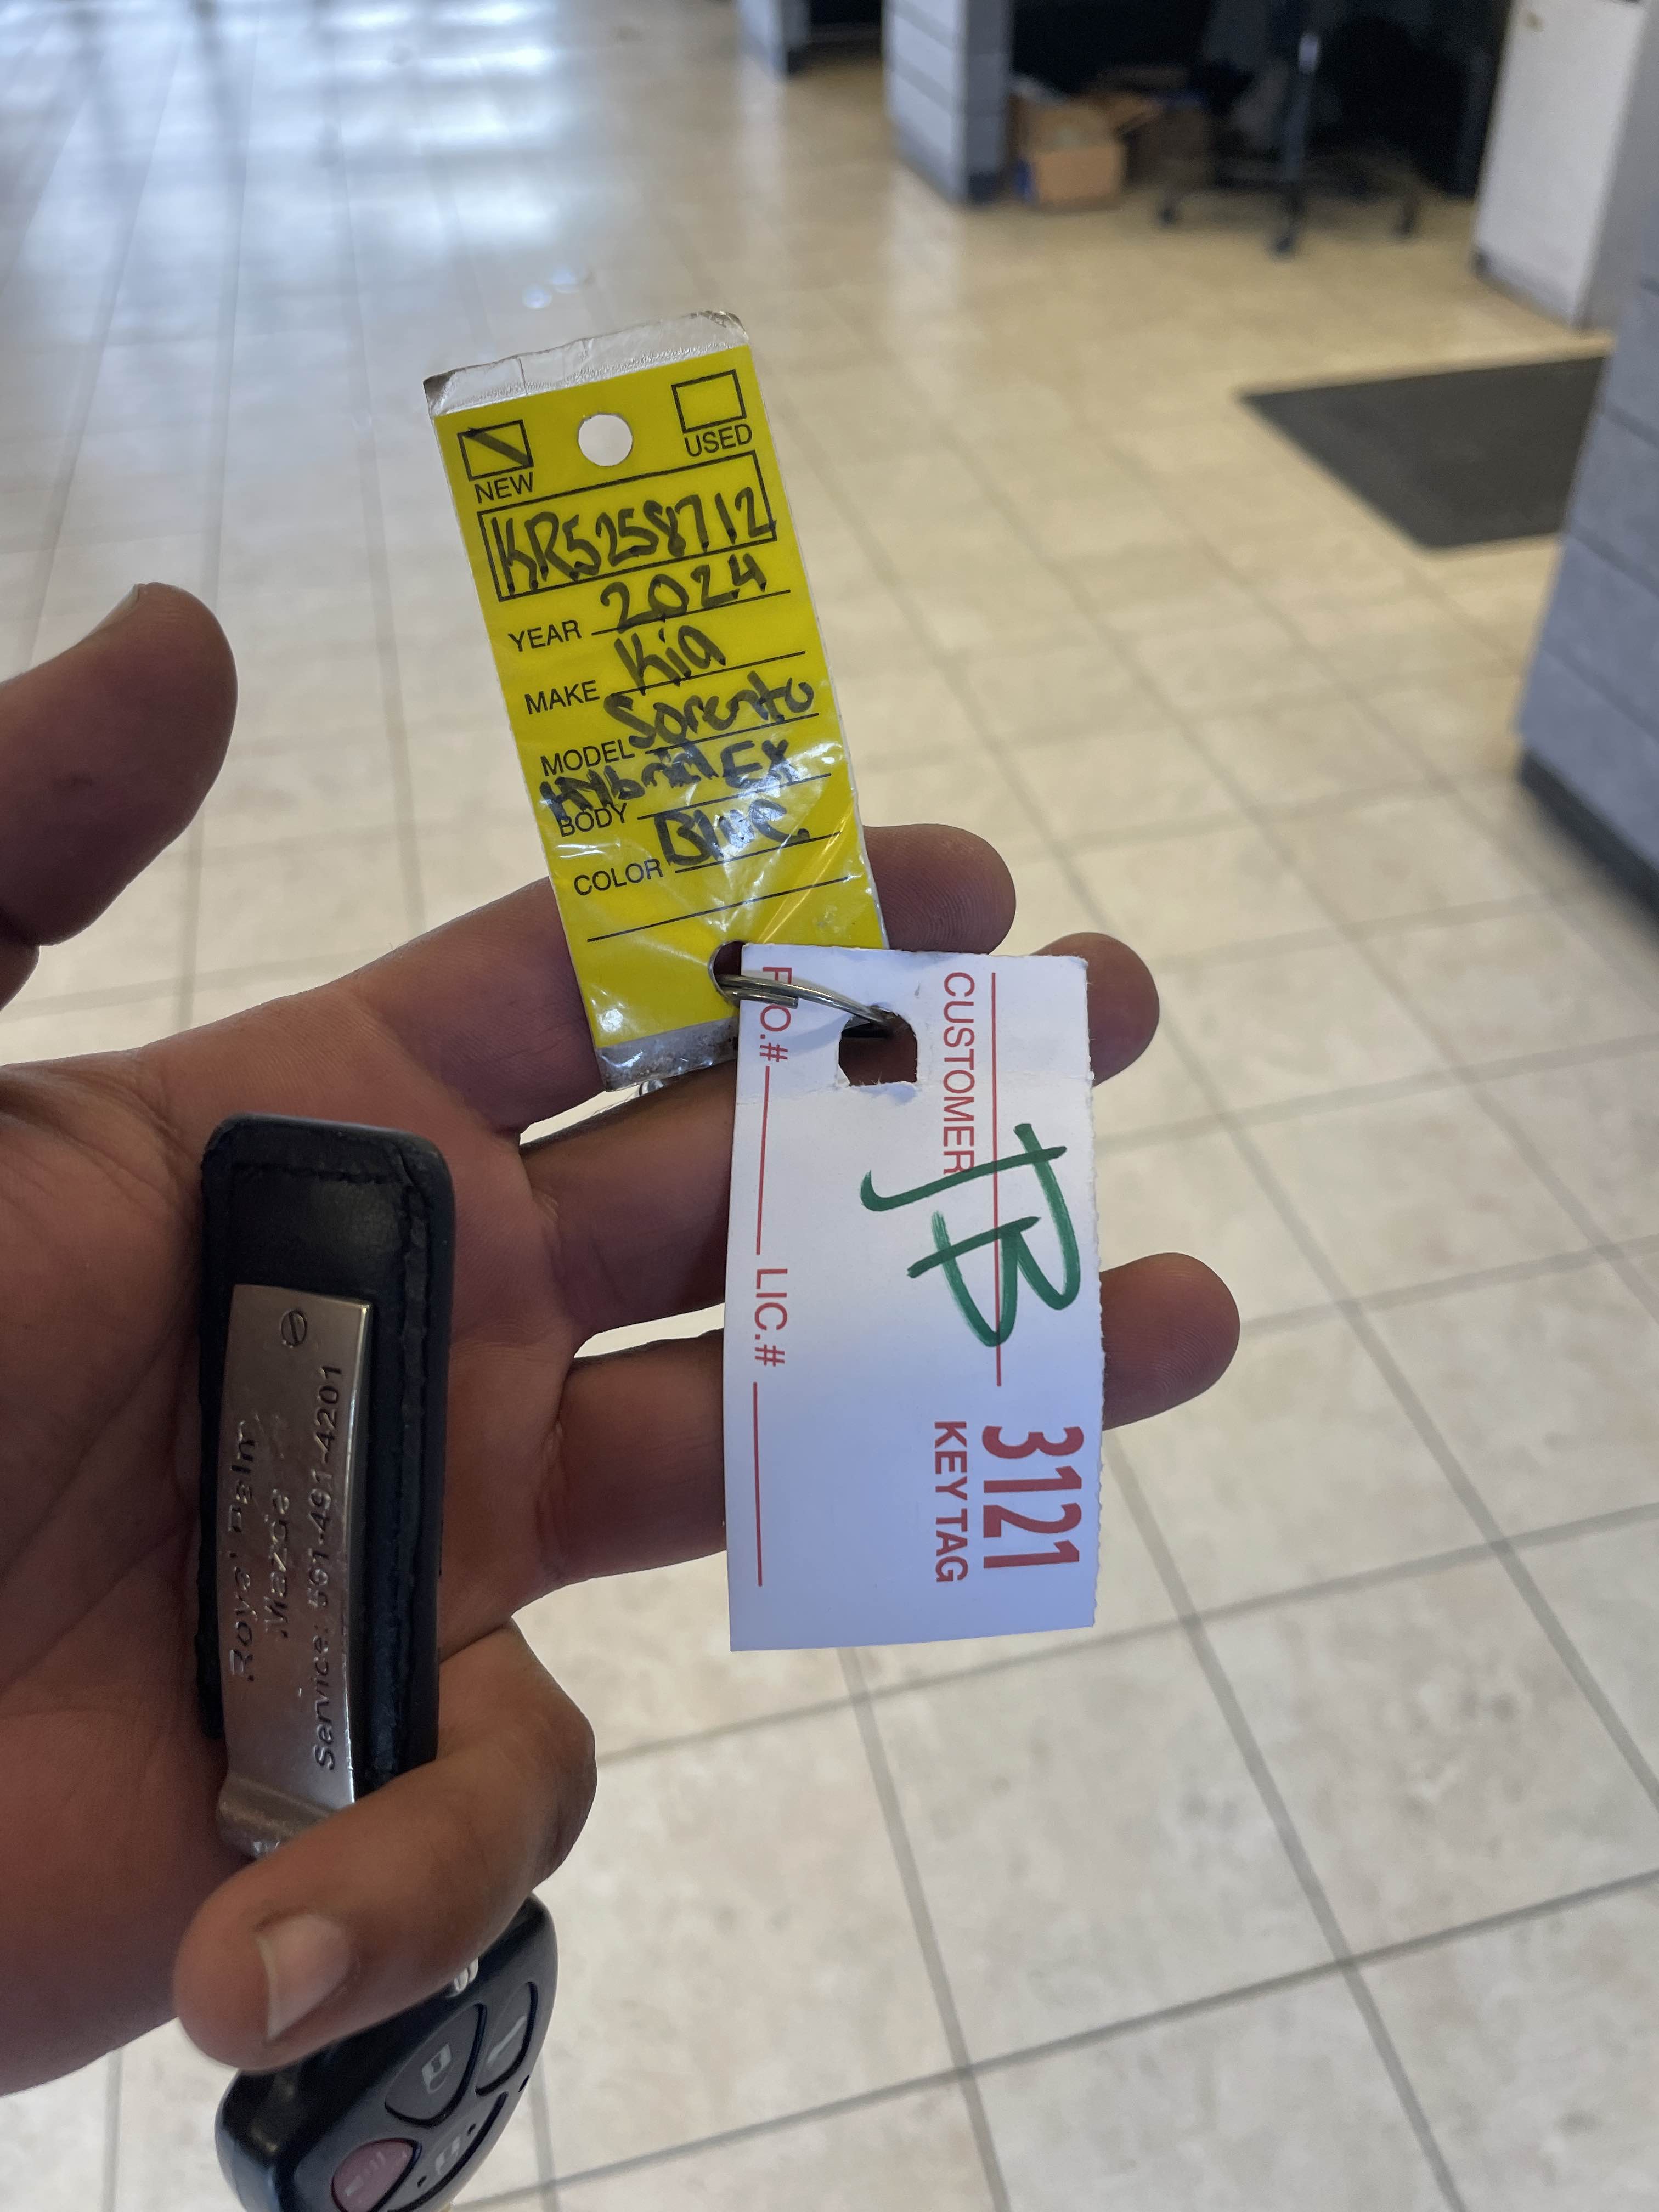 NEW
USED
KR5258712
YEAR 2024
MAKE Kia
MODEL Sorento
Hybrid EX
BODY
COLOR Blue
CUSTOMER JB
3121
KEY TAG
P.O.# LIC.#
Royal Palm
Mazda
Service: 561-491-4201